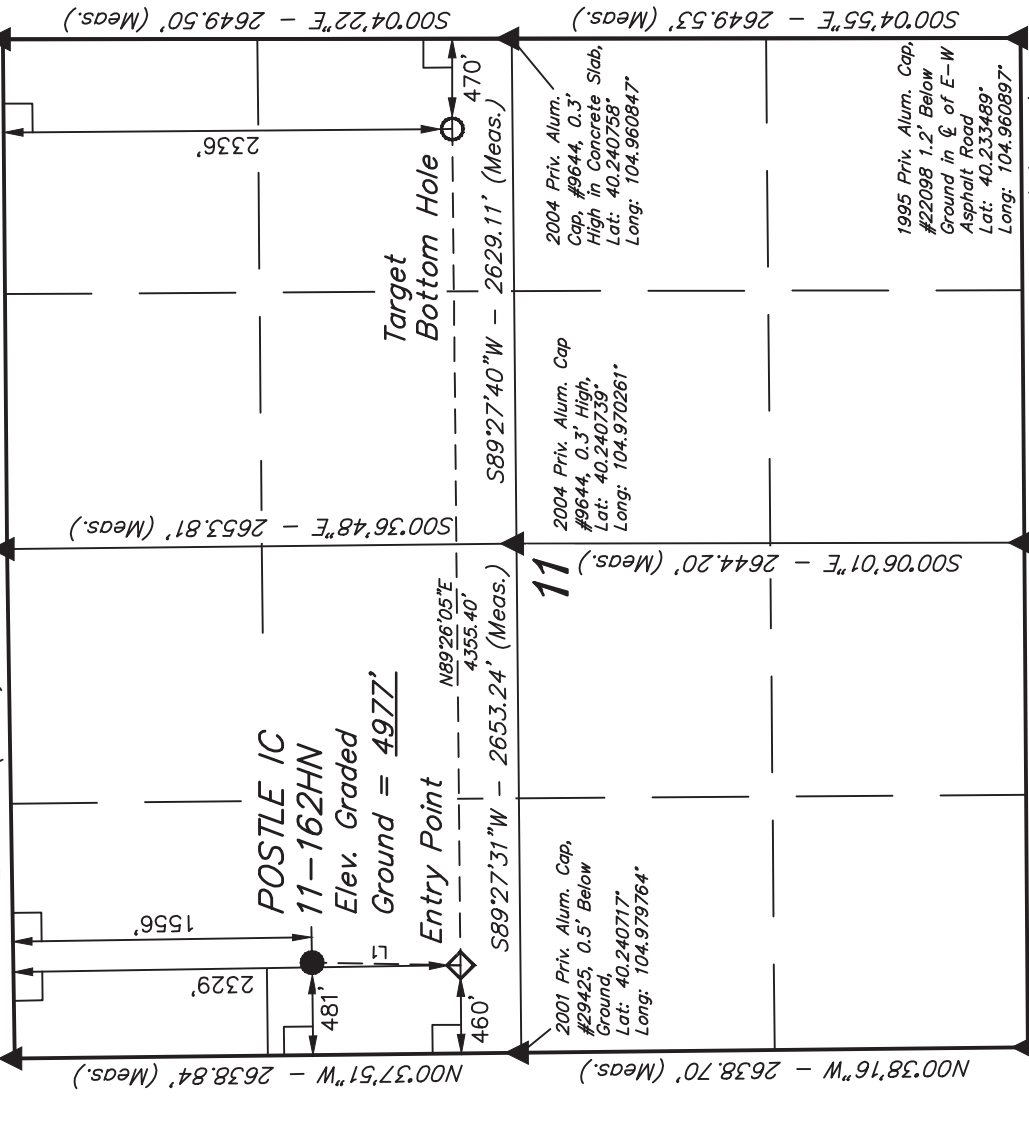 S00°04'22"E - 2649.50' (Meas.)
S00°04'55"E - 2649.53' (Meas.)
2336'
470'
Target
Bottom Hole
S89°27'40"W - 2629.11' (Meas.)
2004 Priv. Alum.
Cap, #9644, 0.3'
High in Concrete Slab,
Lat: 40.240758°
Long: 104.960847°
1995 Priv. Alum. Cap,
#22098 1.2' Below
Ground in ℄ of E-W
Asphalt Road
Lat: 40.233489°
Long: 104.960897°
S00°36'48"E - 2653.81' (Meas.)
2004 Priv. Alum. Cap
#9644, 0.3' High,
Lat: 40.240739°
Long: 104.970261°
11
S00°06'01"E - 2644.20' (Meas.)
N89°26'05"E
4355.40'
POSTLE IC
11-162HN
Elev. Graded
Ground = 4977'
Entry Point
S89°27'31"W - 2653.24' (Meas.)
1556'
2329'
L1
481'
460'
2001 Priv. Alum. Cap,
#29425, 0.5' Below
Ground,
Lat: 40.240717°
Long: 104.979764°
N00°37'51"W - 2638.84' (Meas.)
N00°38'16"W - 2638.70' (Meas.)